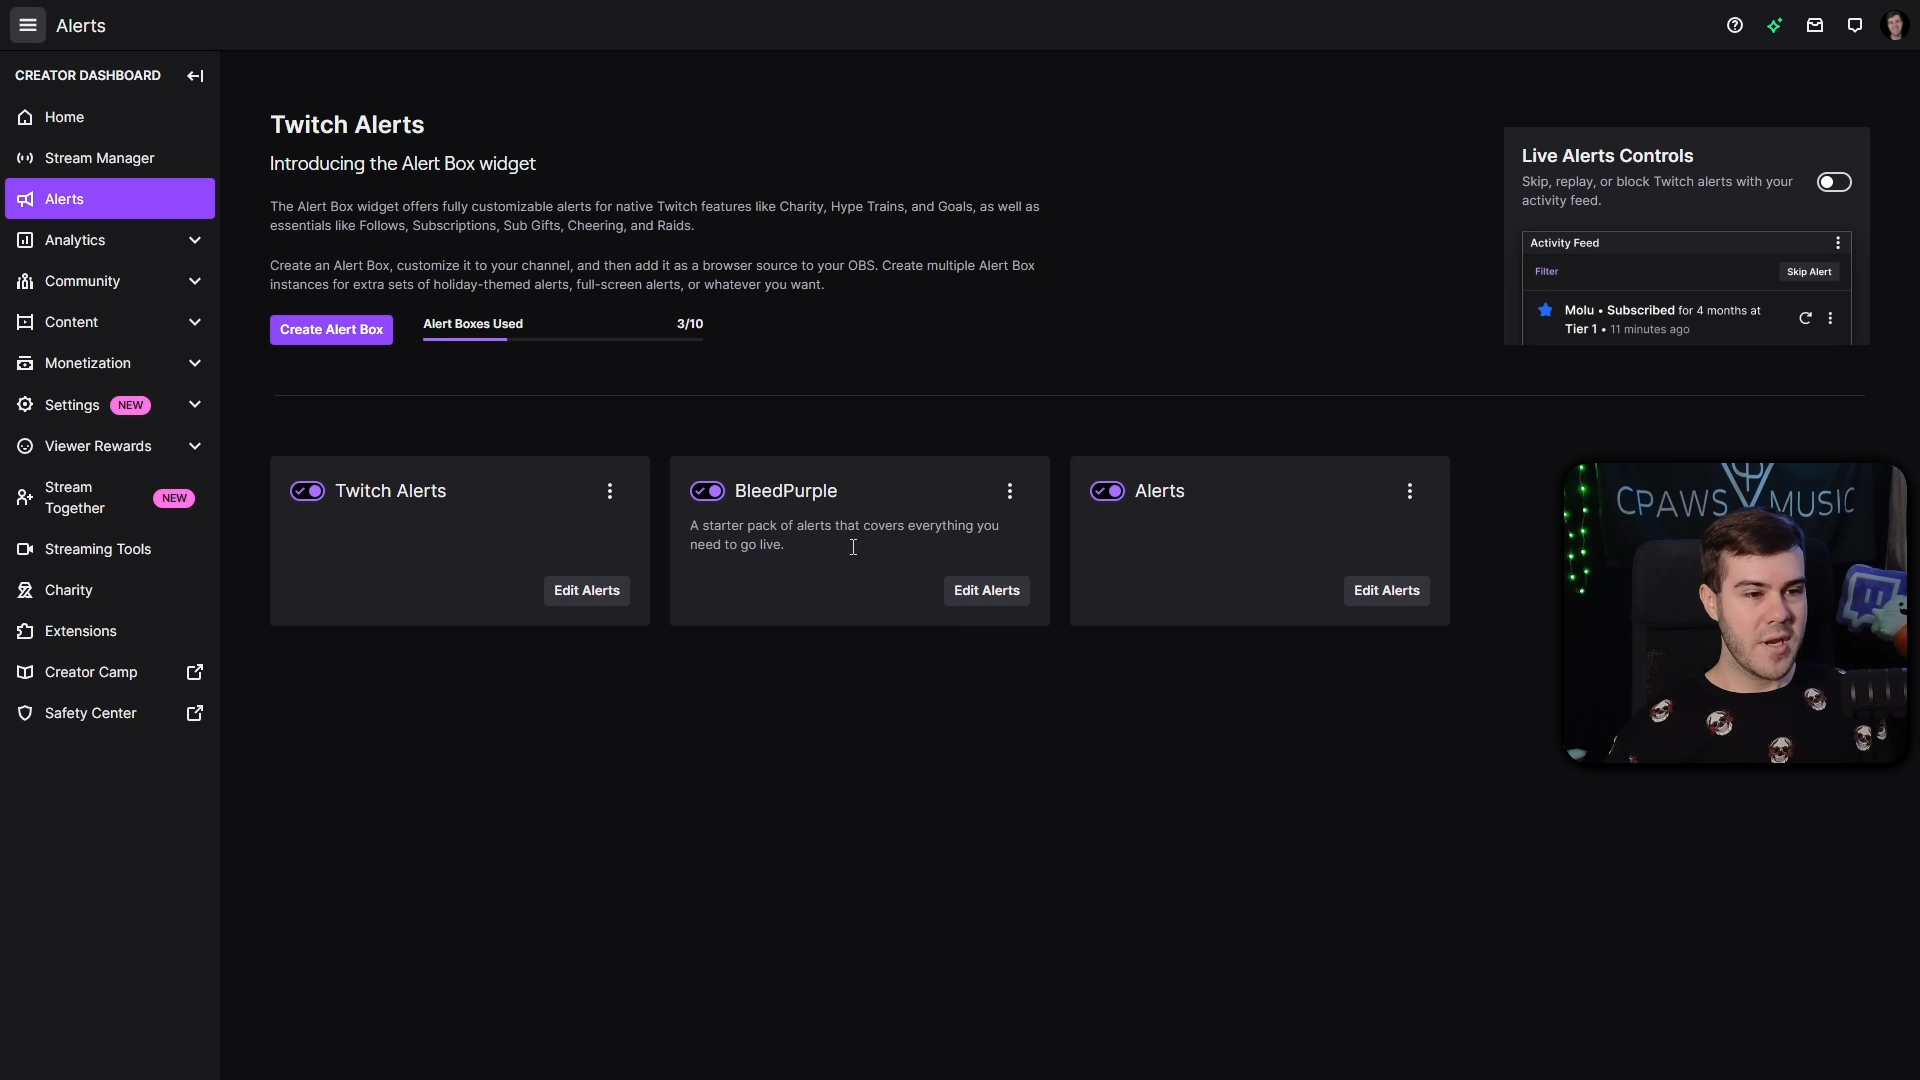 Alerts
CREATOR DASHBOARD
Home
Stream Manager
Alerts
Analytics
Community
Content
Monetization
Settings NEW
Viewer Rewards
Stream
Together NEW
Streaming Tools
Charity
Extensions
Creator Camp
Safety Center
Twitch Alerts
Introducing the Alert Box widget
The Alert Box widget offers fully customizable alerts for native Twitch features like Charity, Hype Trains, and Goals, as well as
essentials like Follows, Subscriptions, Sub Gifts, Cheering, and Raids.
Create an Alert Box, customize it to your channel, and then add it as a browser source to your OBS. Create multiple Alert Box
instances for extra sets of holiday-themed alerts, full-screen alerts, or whatever you want.
Create Alert Box
Alert Boxes Used 3/10
Live Alerts Controls
Skip, replay, or block Twitch alerts with your
activity feed.
Activity Feed
Filter
Skip Alert
Molu • Subscribed for 4 months at
Tier 1 • 11 minutes ago
Twitch Alerts
Edit Alerts
BleedPurple
A starter pack of alerts that covers everything you
need to go live.
Edit Alerts
Alerts
Edit Alerts
CPAWS MUSIC